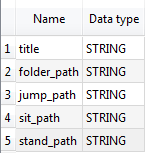 Name Data type
1 title STRING
2 folder_path STRING
3 jump_path STRING
4 sit_path STRING
5 stand_path STRING